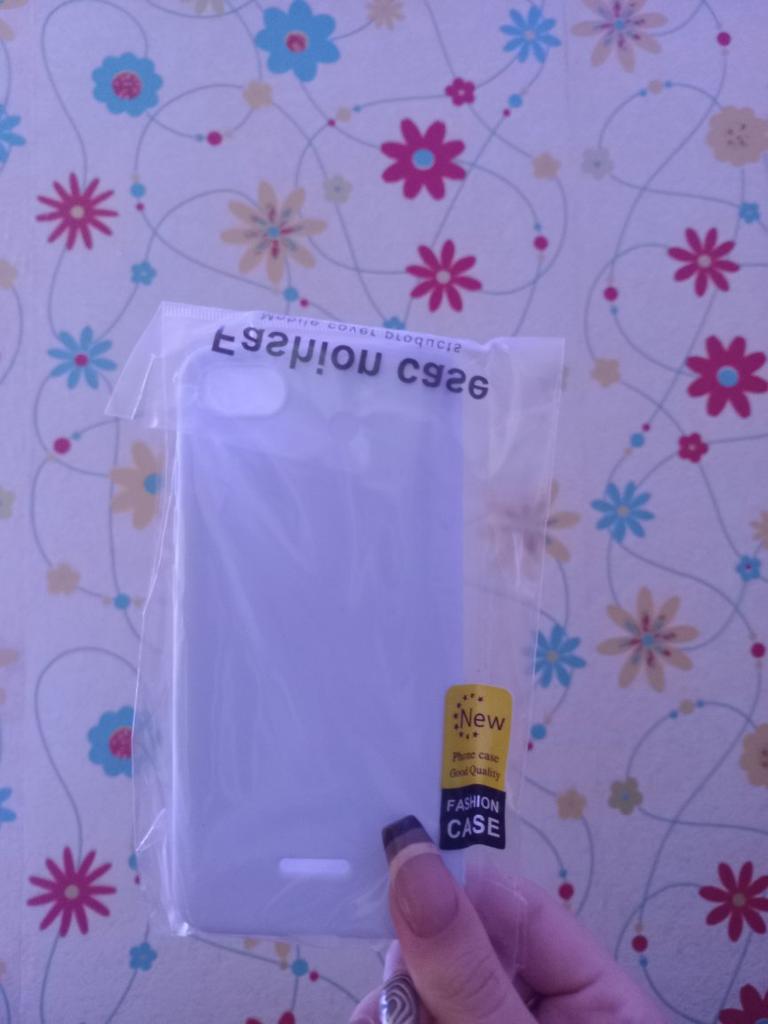 Mobile cover products
Fashion case
New
Phone case
Good Quality
FASHION
CASE